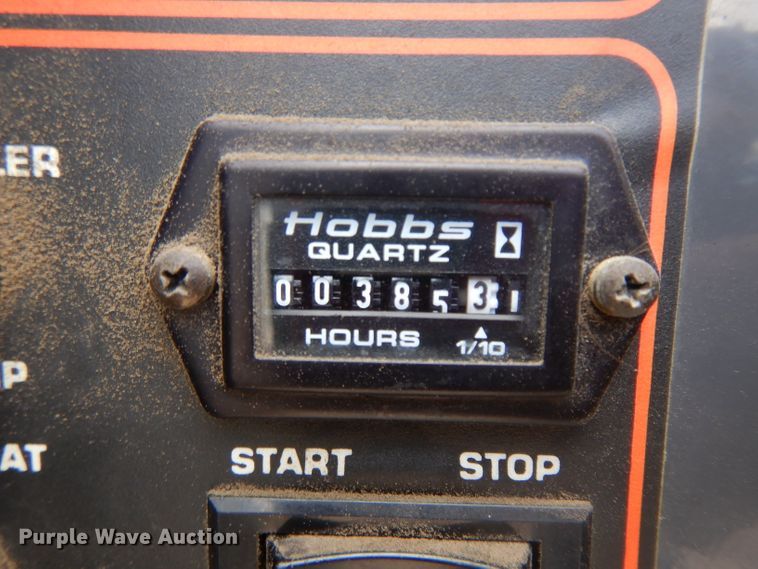 LER
Hobbs
QUARTZ
0 0 3 8 5 3 1
HOURS 1/10
P
AT
START STOP
Purple Wave Auction®